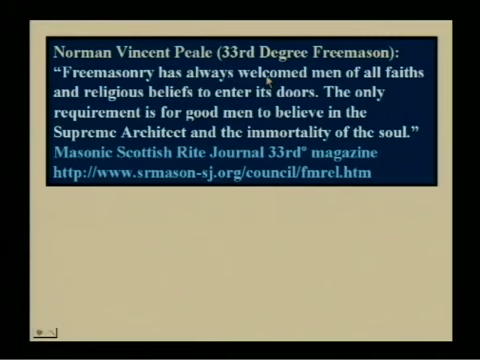 Norman Vincent Peale (33rd Degree Freemason):
“Freemasonry has always welcomed men of all faiths
and religious beliefs to enter its doors. The only
requirement is for good men to believe in the
Supreme Architect and the immortality of the soul.”
Masonic Scottish Rite Journal 33rdº magazine
http://www.srmason-sj.org/council/fmrel.htm